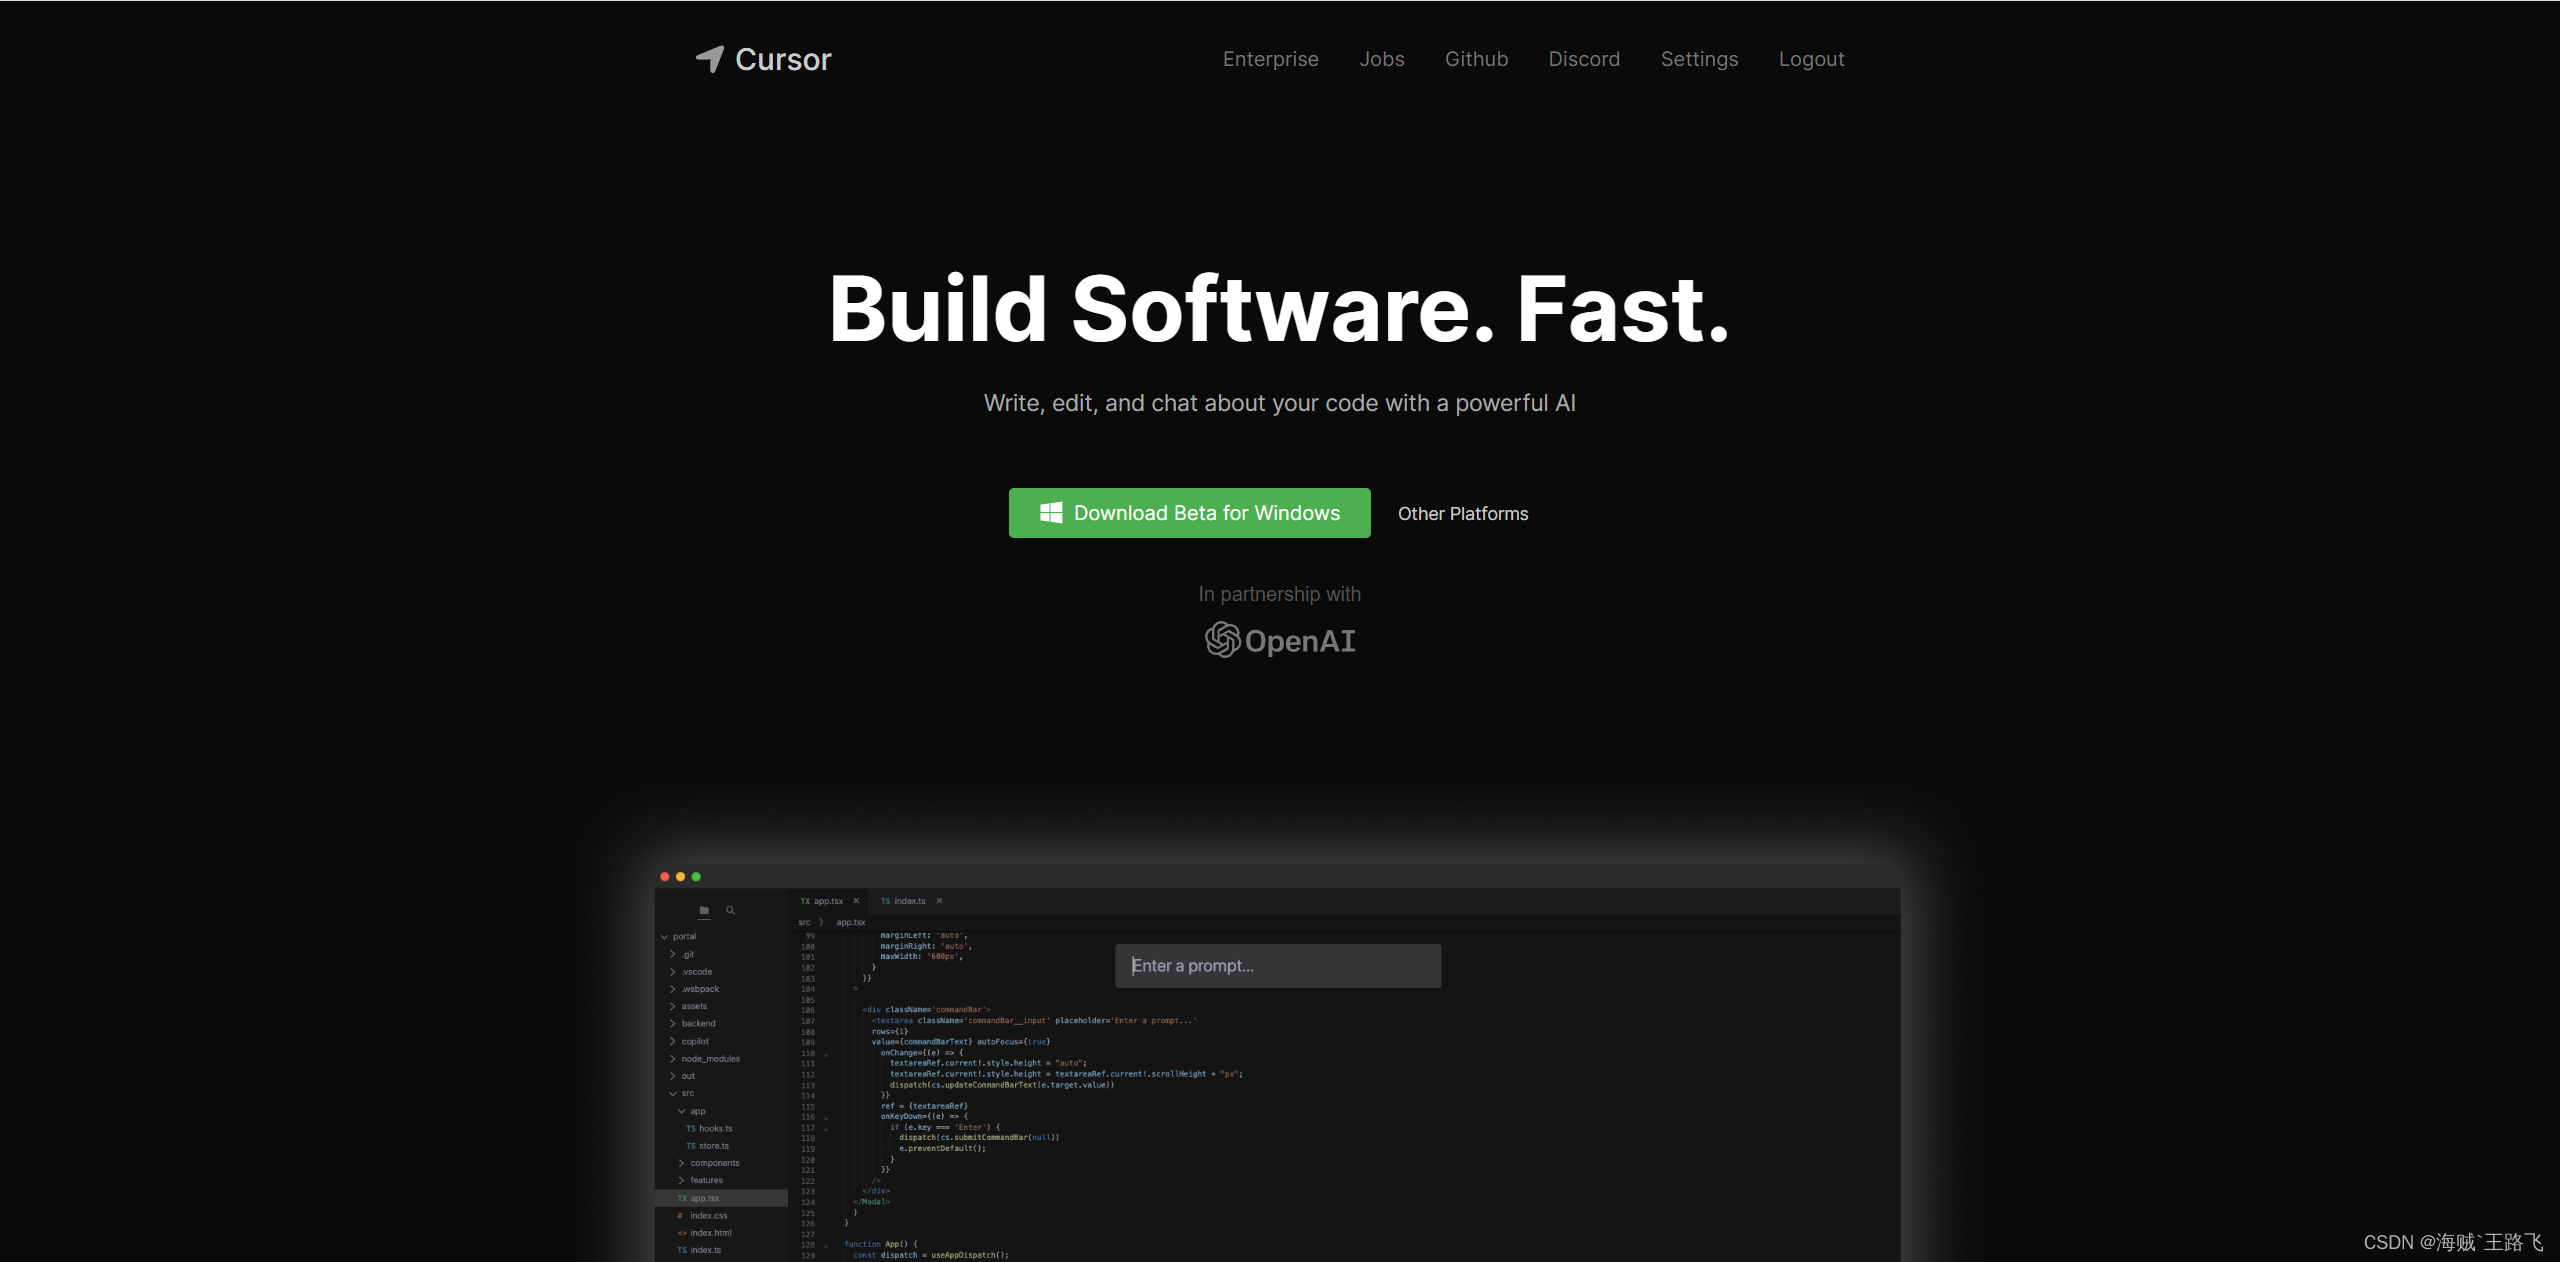 Cursor
Enterprise Jobs Github Discord Settings Logout
Build Software. Fast.
Write, edit, and chat about your code with a powerful AI
Download Beta for Windows
Other Platforms
In partnership with
OpenAI
TX app.tsx × TS index.ts ×
src 〉 app.tsx
portal
.git
.vscode
.webpack
assets
backend
copilot
node_modules
out
src
app
TS hooks.ts
TS store.ts
components
features
TX app.tsx
# index.css
<> index.html
TS index.ts
Enter a prompt...
99 marginLeft: 'auto',
100 marginRight: 'auto',
101 maxWidth: '600px',
102 }
103 }}
104 >
105
106 <div className='commandBar'>
107 <textarea className='commandBar__input' placeholder='Enter a prompt...'
108 rows={1}
109 value={commandBarText} autoFocus={true}
110 onChange={(e) => {
111 textareaRef.current!.style.height = "auto";
112 textareaRef.current!.style.height = textareaRef.current!.scrollHeight + "px";
113 dispatch(cs.updateCommandBarText(e.target.value))
114 }}
115 ref = {textareaRef}
116 onKeyDown={(e) => {
117 if (e.key === 'Enter') {
118 dispatch(cs.submitCommandBar(null))
119 e.preventDefault();
120 }
121 }}
122 />
123 </div>
124 </Modal>
125 )
126 }
127
128 function App() {
129 const dispatch = useAppDispatch();
CSDN @海贼`王路飞